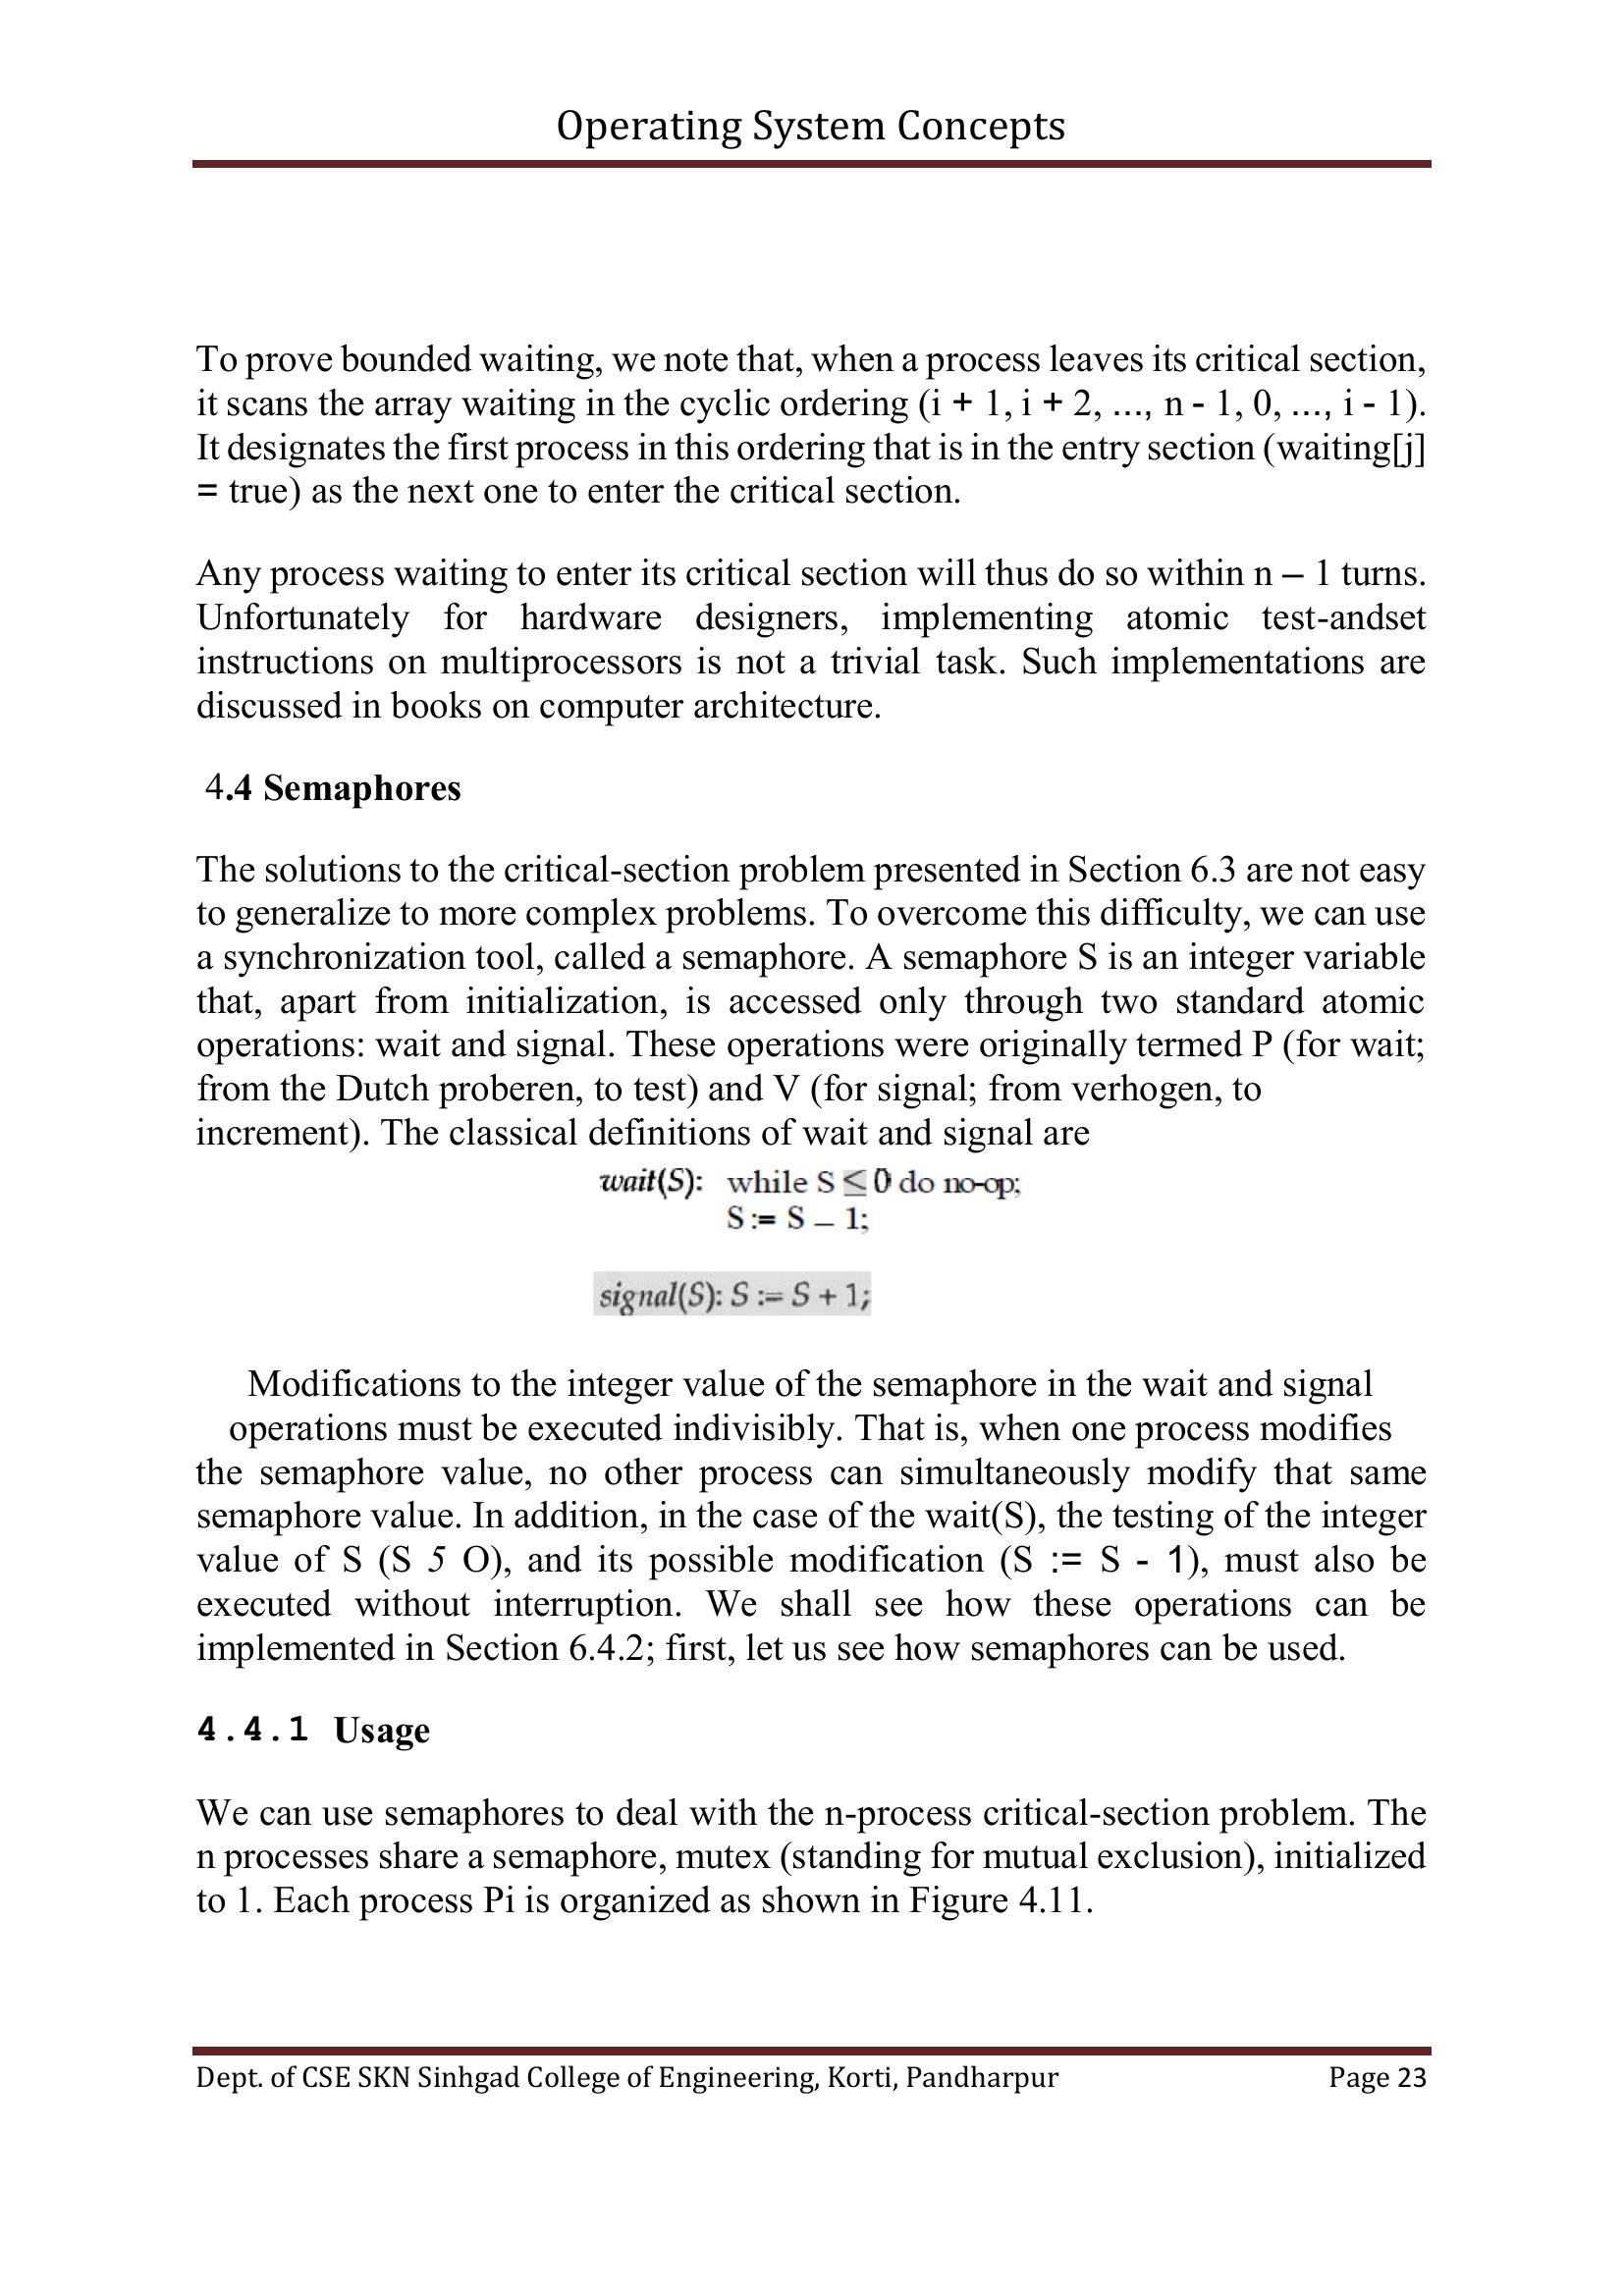 Operating System Concepts
To prove bounded waiting, we note that, when a process leaves its critical section,
it scans the array waiting in the cyclic ordering (i + 1, i + 2, ..., n - 1, 0, ..., i - 1).
It designates the first process in this ordering that is in the entry section (waiting[j]
= true) as the next one to enter the critical section.
Any process waiting to enter its critical section will thus do so within n – 1 turns.
Unfortunately for hardware designers, implementing atomic test-andset
instructions on multiprocessors is not a trivial task. Such implementations are
discussed in books on computer architecture.
4.4 Semaphores
The solutions to the critical-section problem presented in Section 6.3 are not easy
to generalize to more complex problems. To overcome this difficulty, we can use
a synchronization tool, called a semaphore. A semaphore S is an integer variable
that, apart from initialization, is accessed only through two standard atomic
operations: wait and signal. These operations were originally termed P (for wait;
from the Dutch proberen, to test) and V (for signal; from verhogen, to
increment). The classical definitions of wait and signal are
wait(S): while S ≤ 0 do no-op;
S := S – 1;
signal(S): S := S + 1;
Modifications to the integer value of the semaphore in the wait and signal
operations must be executed indivisibly. That is, when one process modifies
the semaphore value, no other process can simultaneously modify that same
semaphore value. In addition, in the case of the wait(S), the testing of the integer
value of S (S 5 O), and its possible modification (S := S - 1), must also be
executed without interruption. We shall see how these operations can be
implemented in Section 6.4.2; first, let us see how semaphores can be used.
4.4.1 Usage
We can use semaphores to deal with the n-process critical-section problem. The
n processes share a semaphore, mutex (standing for mutual exclusion), initialized
to 1. Each process Pi is organized as shown in Figure 4.11.
Dept. of CSE SKN Sinhgad College of Engineering, Korti, Pandharpur Page 23